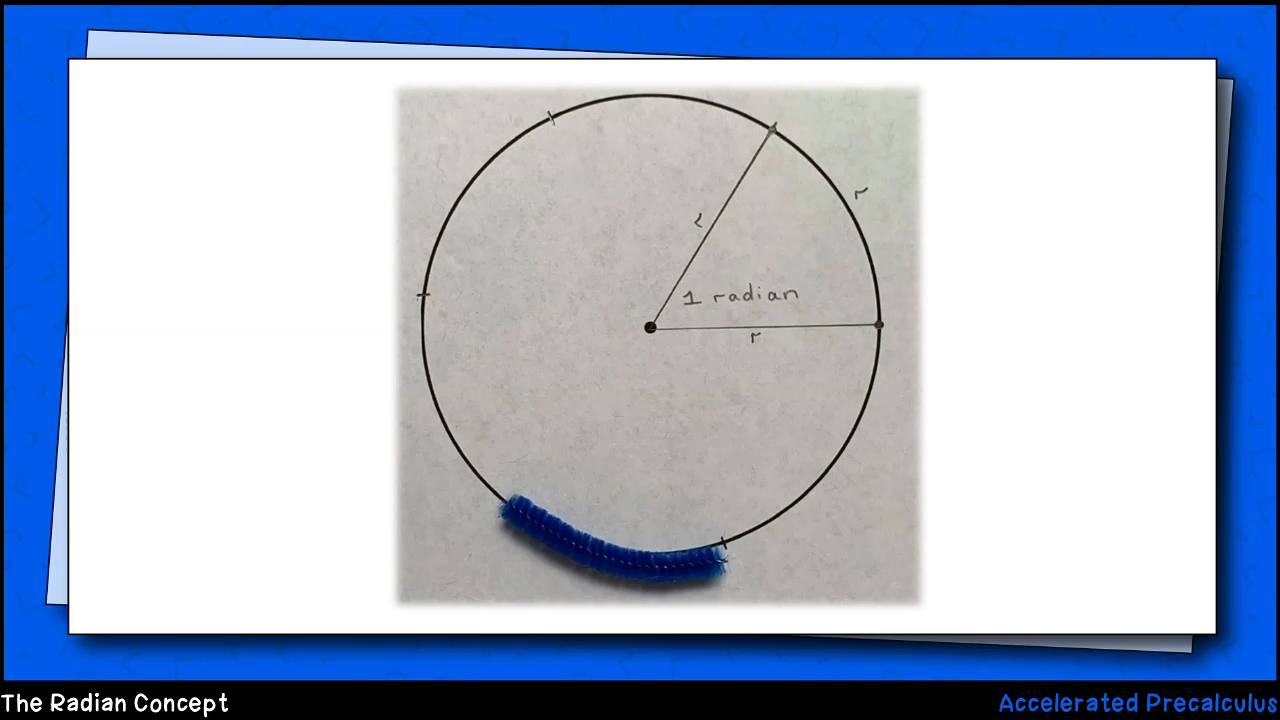 r
r
1 radian
r
The Radian Concept
Accelerated Precalculus